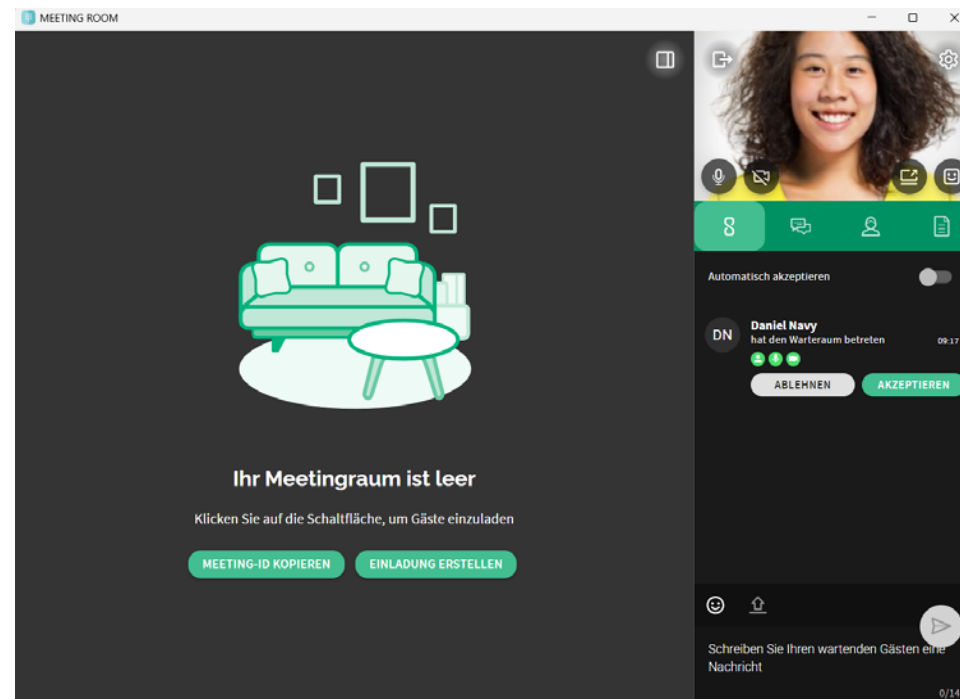 MEETING ROOM
Automatisch akzeptieren
DN
Daniel Navy
hat den Warteraum betreten
09:17
ABLEHNEN
AKZEPTIEREN
Ihr Meetingraum ist leer
Klicken Sie auf die Schaltfläche, um Gäste einzuladen
MEETING-ID KOPIEREN
EINLADUNG ERSTELLEN
Schreiben Sie Ihren wartenden Gästen eine
Nachricht
0/14